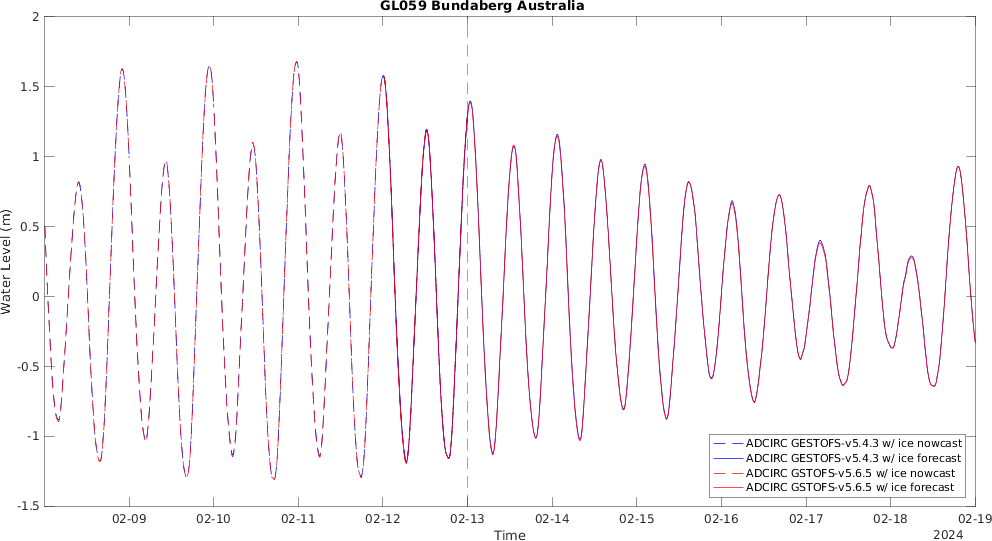 GL059 Bundaberg Australia
2
1.5
1
0.5
0
-0.5
-1
-1.5
Water Level (m)
ADCIRC GESTOFS-v5.4.3 w/ ice nowcast
ADCIRC GESTOFS-v5.4.3 w/ ice forecast
ADCIRC GSTOFS-v5.6.5 w/ ice nowcast
ADCIRC GSTOFS-v5.6.5 w/ ice forecast
02-09 02-10 02-11 02-12 02-13 02-14 02-15 02-16 02-17 02-18 02-19
Time
2024